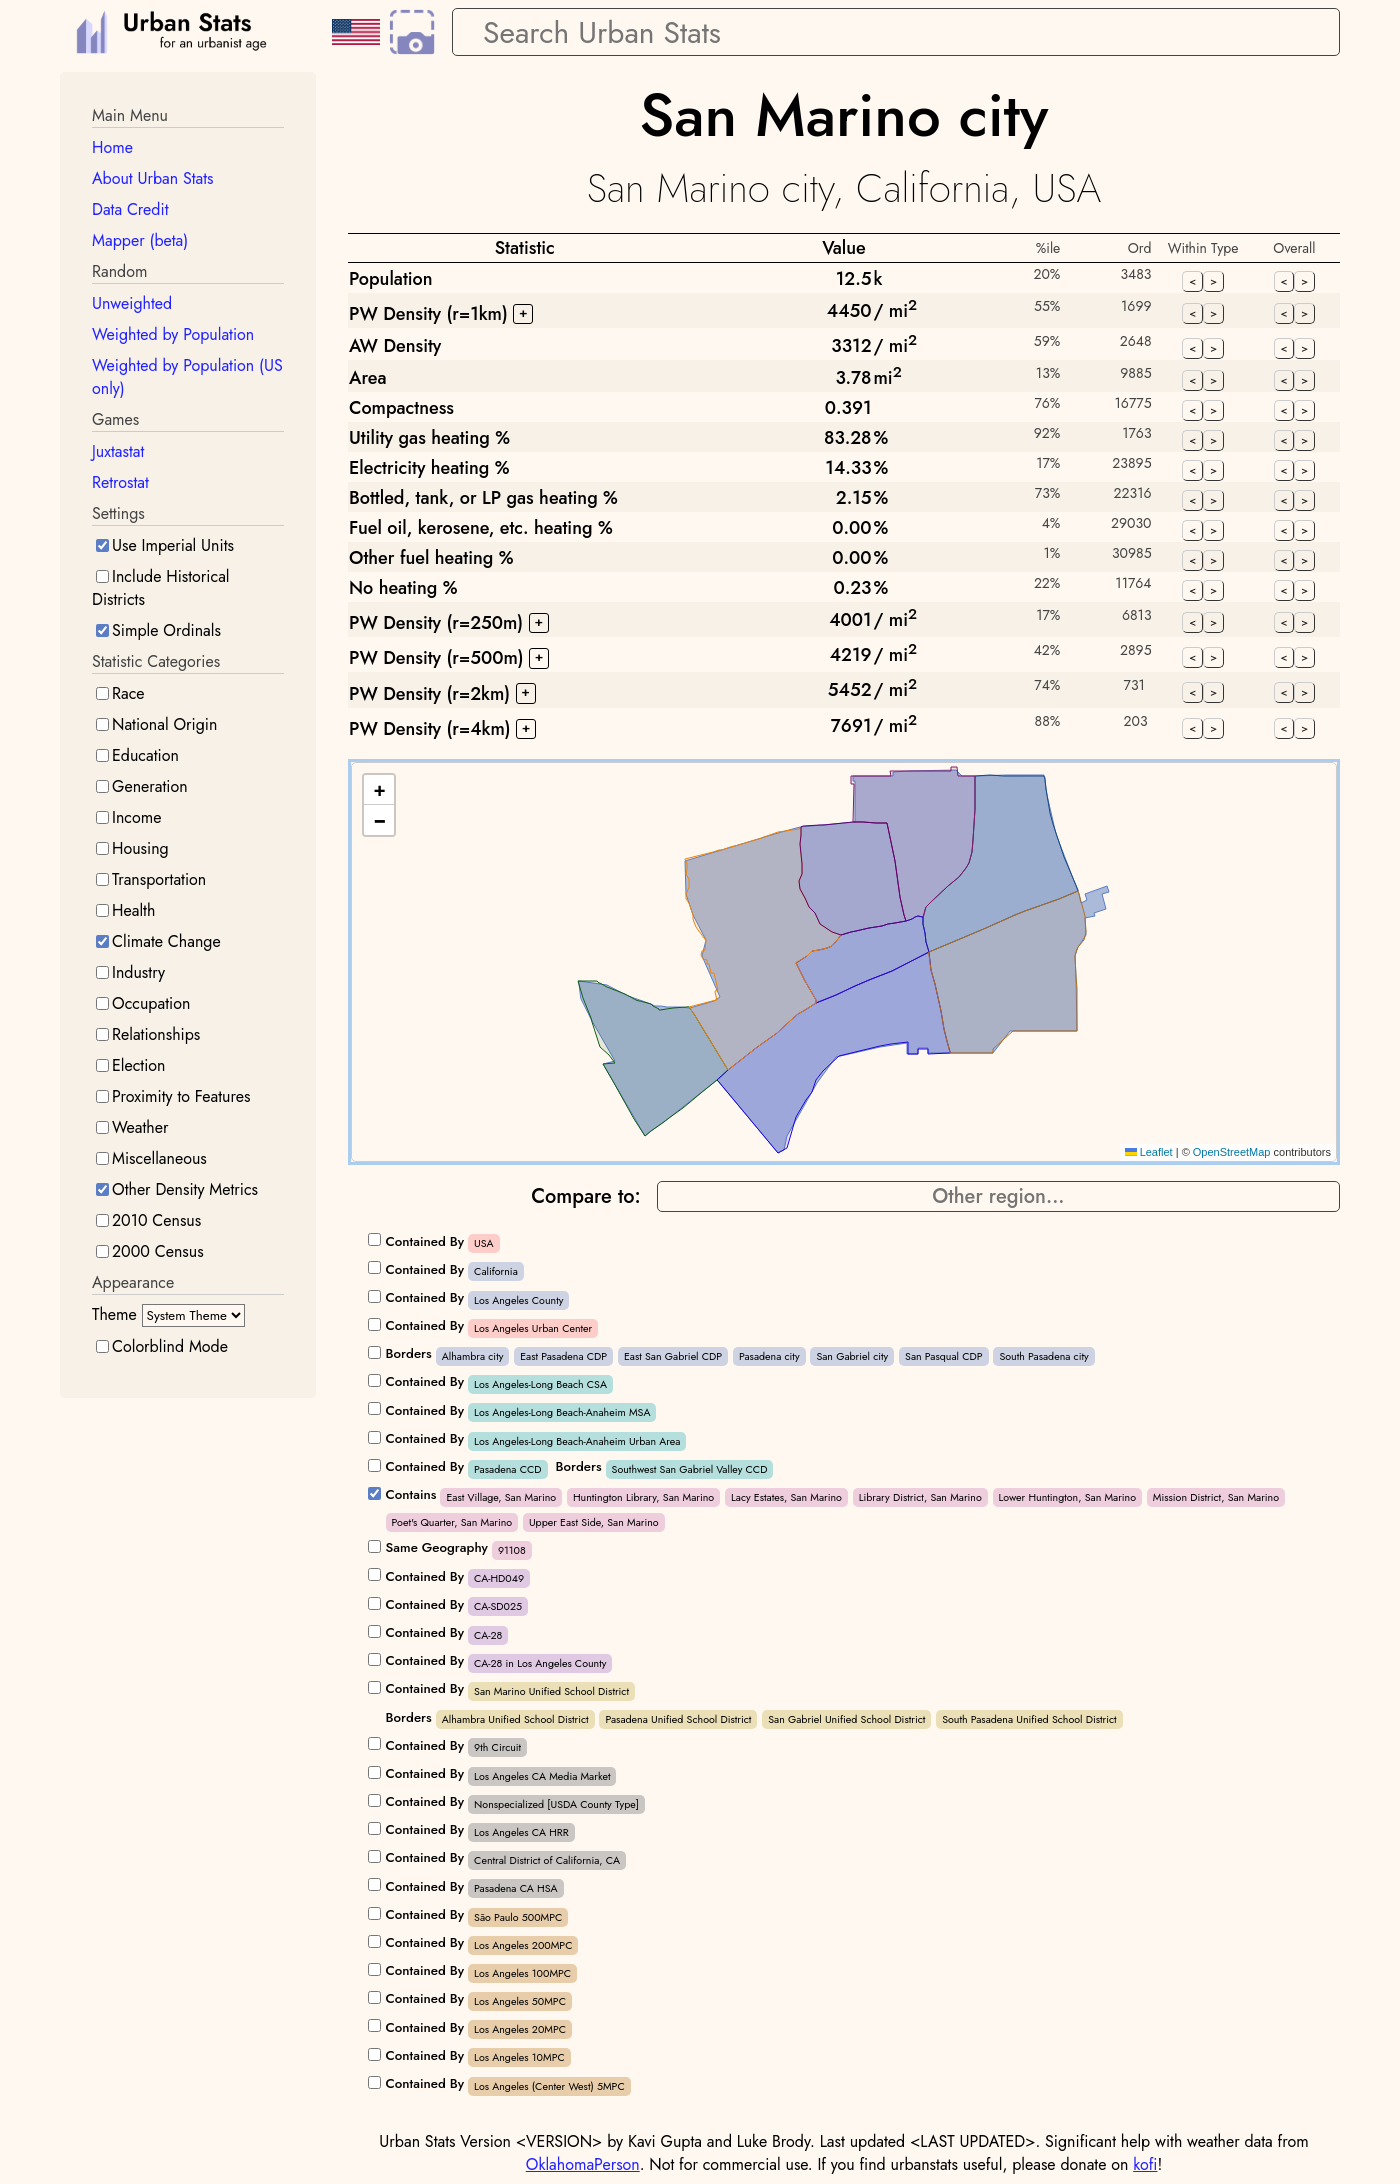 Urban Stats
for an urbanist age
Search Urban Stats
Main Menu
Home
About Urban Stats
Data Credit
Mapper (beta)
Random
Unweighted
Weighted by Population
Weighted by Population (US
only)
Games
Juxtastat
Retrostat
Settings
Use Imperial Units
Include Historical
Districts
Simple Ordinals
Statistic Categories
Race
National Origin
Education
Generation
Income
Housing
Transportation
Health
Climate Change
Industry
Occupation
Relationships
Election
Proximity to Features
Weather
Miscellaneous
Other Density Metrics
2010 Census
2000 Census
Appearance
Theme System Theme
Colorblind Mode
San Marino city
San Marino city, California, USA
Statistic Value %ile Ord Within Type Overall
Population 12.5k 20% 3483 < > < >
PW Density (r=1km) + 4450/ mi2 55% 1699 < > < >
AW Density 3312/ mi2 59% 2648 < > < >
Area 3.78mi2 13% 9885 < > < >
Compactness 0.391 76% 16775 < > < >
Utility gas heating % 83.28% 92% 1763 < > < >
Electricity heating % 14.33% 17% 23895 < > < >
Bottled, tank, or LP gas heating % 2.15% 73% 22316 < > < >
Fuel oil, kerosene, etc. heating % 0.00% 4% 29030 < > < >
Other fuel heating % 0.00% 1% 30985 < > < >
No heating % 0.23% 22% 11764 < > < >
PW Density (r=250m) + 4001/ mi2 17% 6813 < > < >
PW Density (r=500m) + 4219/ mi2 42% 2895 < > < >
PW Density (r=2km) + 5452/ mi2 74% 731 < > < >
PW Density (r=4km) + 7691/ mi2 88% 203 < > < >
+
−
Leaflet | © OpenStreetMap contributors
Compare to: Other region...
Contained By USA
Contained By California
Contained By Los Angeles County
Contained By Los Angeles Urban Center
Borders Alhambra city East Pasadena CDP East San Gabriel CDP Pasadena city San Gabriel city San Pasqual CDP South Pasadena city
Contained By Los Angeles-Long Beach CSA
Contained By Los Angeles-Long Beach-Anaheim MSA
Contained By Los Angeles-Long Beach-Anaheim Urban Area
Contained By Pasadena CCD Borders Southwest San Gabriel Valley CCD
Contains East Village, San Marino Huntington Library, San Marino Lacy Estates, San Marino Library District, San Marino Lower Huntington, San Marino Mission District, San Marino
Poet's Quarter, San Marino Upper East Side, San Marino
Same Geography 91108
Contained By CA-HD049
Contained By CA-SD025
Contained By CA-28
Contained By CA-28 in Los Angeles County
Contained By San Marino Unified School District
Borders Alhambra Unified School District Pasadena Unified School District San Gabriel Unified School District South Pasadena Unified School District
Contained By 9th Circuit
Contained By Los Angeles CA Media Market
Contained By Nonspecialized [USDA County Type]
Contained By Los Angeles CA HRR
Contained By Central District of California, CA
Contained By Pasadena CA HSA
Contained By São Paulo 500MPC
Contained By Los Angeles 200MPC
Contained By Los Angeles 100MPC
Contained By Los Angeles 50MPC
Contained By Los Angeles 20MPC
Contained By Los Angeles 10MPC
Contained By Los Angeles (Center West) 5MPC
Urban Stats Version <VERSION> by Kavi Gupta and Luke Brody. Last updated <LAST UPDATED>. Significant help with weather data from
OklahomaPerson. Not for commercial use. If you find urbanstats useful, please donate on kofi!